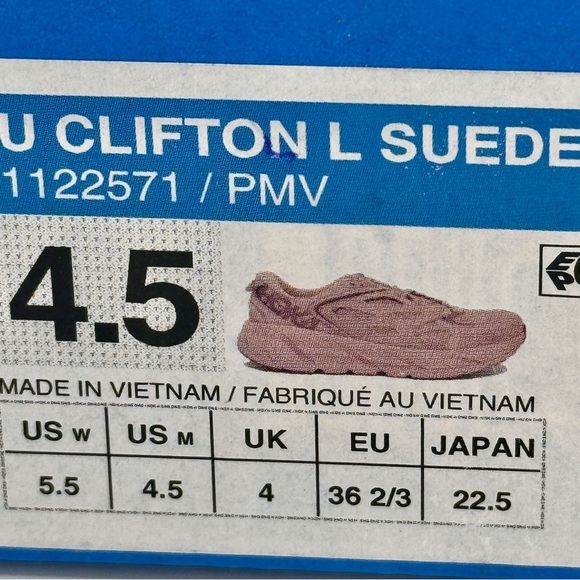 U CLIFTON L SUEDE
1122571 / PMV
4.5
MADE IN VIETNAM / FABRIQUÉ AU VIETNAM
US W US M UK EU JAPAN
5.5 4.5 4 36 2/3 22.5